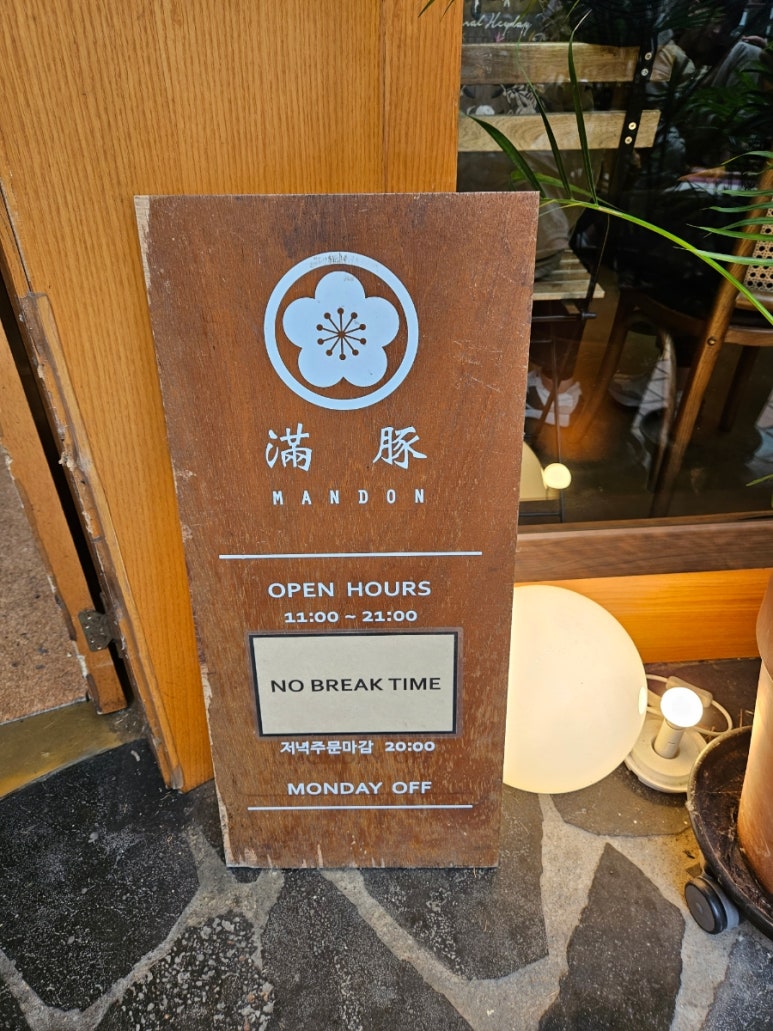 滿 豚
MANDON
OPEN HOURS
11:00 ~ 21:00
NO BREAK TIME
저녁주문마감 20:00
MONDAY OFF